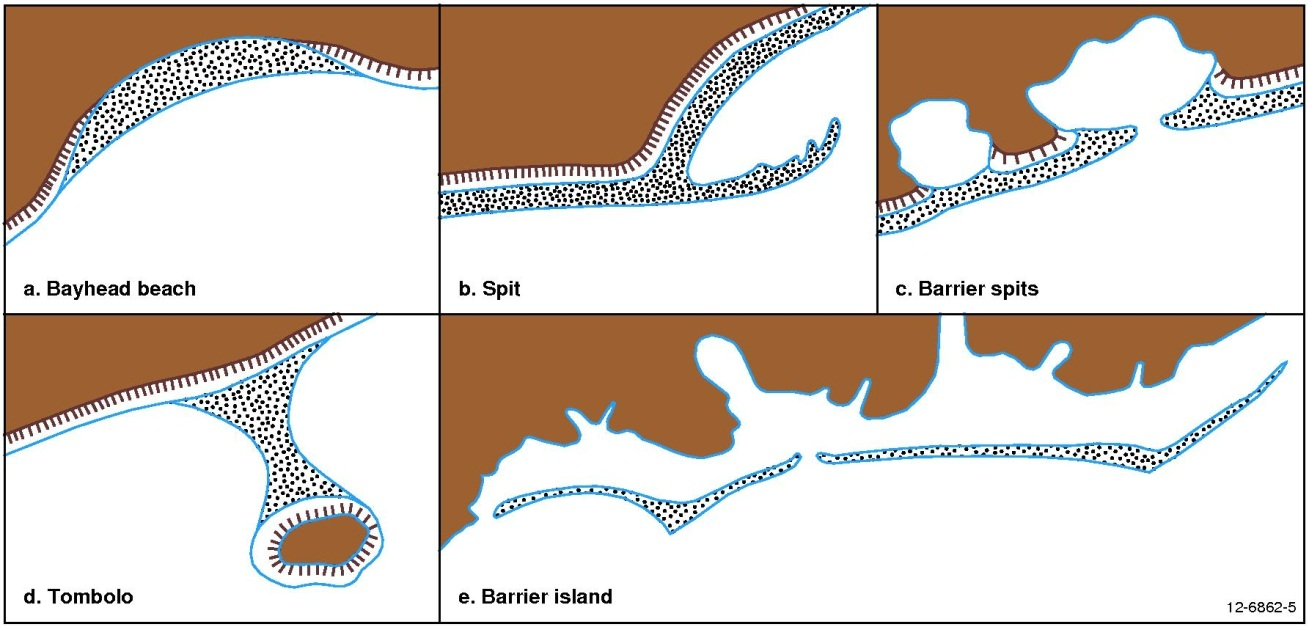 a. Bayhead beach
b. Spit
c. Barrier spits
d. Tombolo
e. Barrier island
12-6862-5